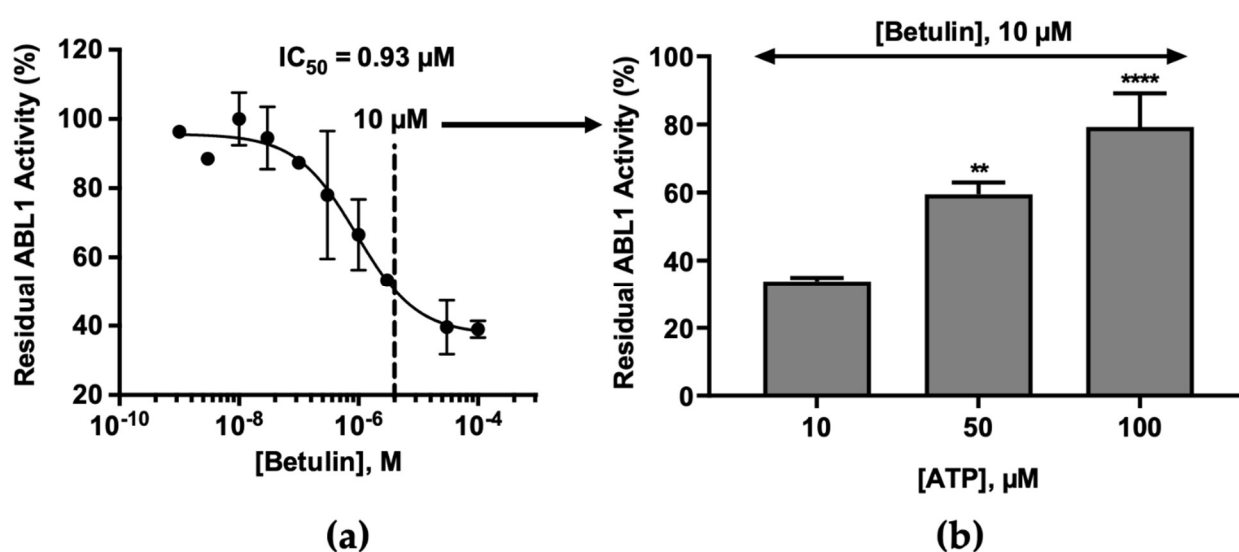 IC50 = 0.93 µM
10 µM
Residual ABL1 Activity (%)
120
100
80
60
40
20
10-10
10-8
10-6
10-4
[Betulin], M
(a)
[Betulin], 10 µM
Residual ABL1 Activity (%)
100
80
60
40
20
0
**
****
10
50
100
[ATP], µM
(b)